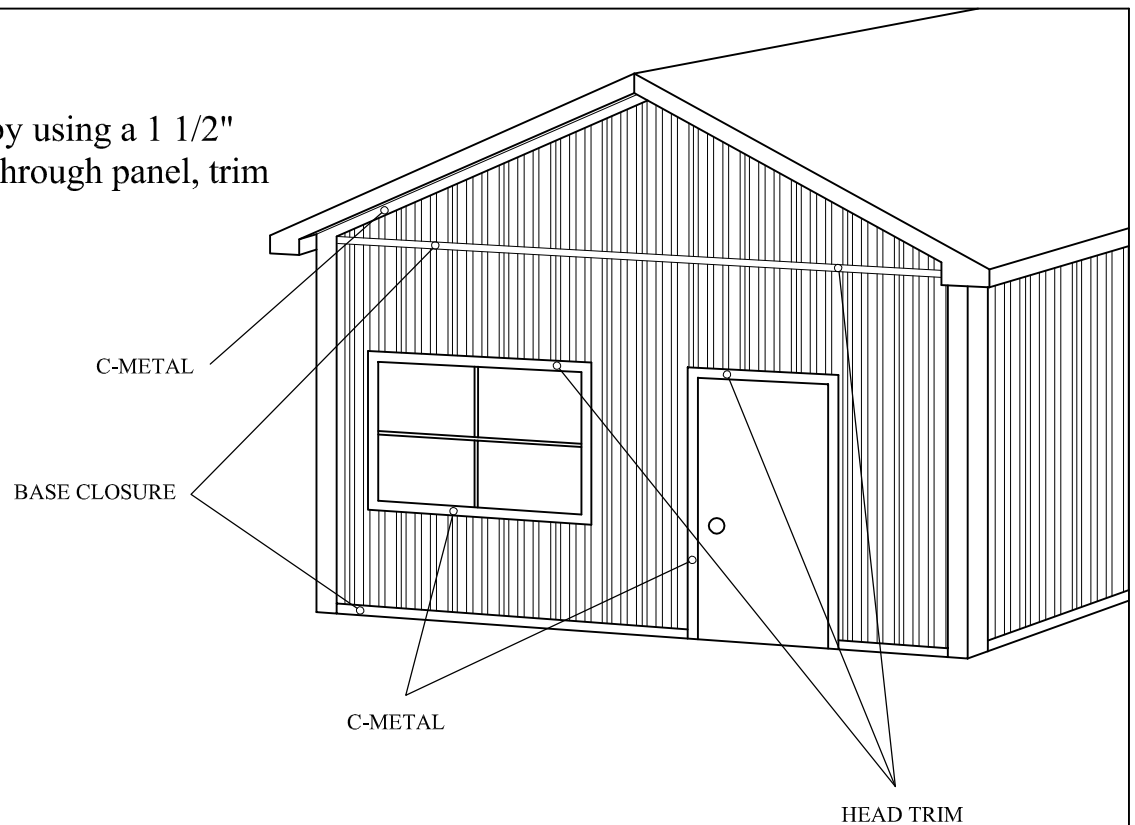 by using a 1 1/2"
through panel, trim
C-METAL
BASE CLOSURE
C-METAL
HEAD TRIM